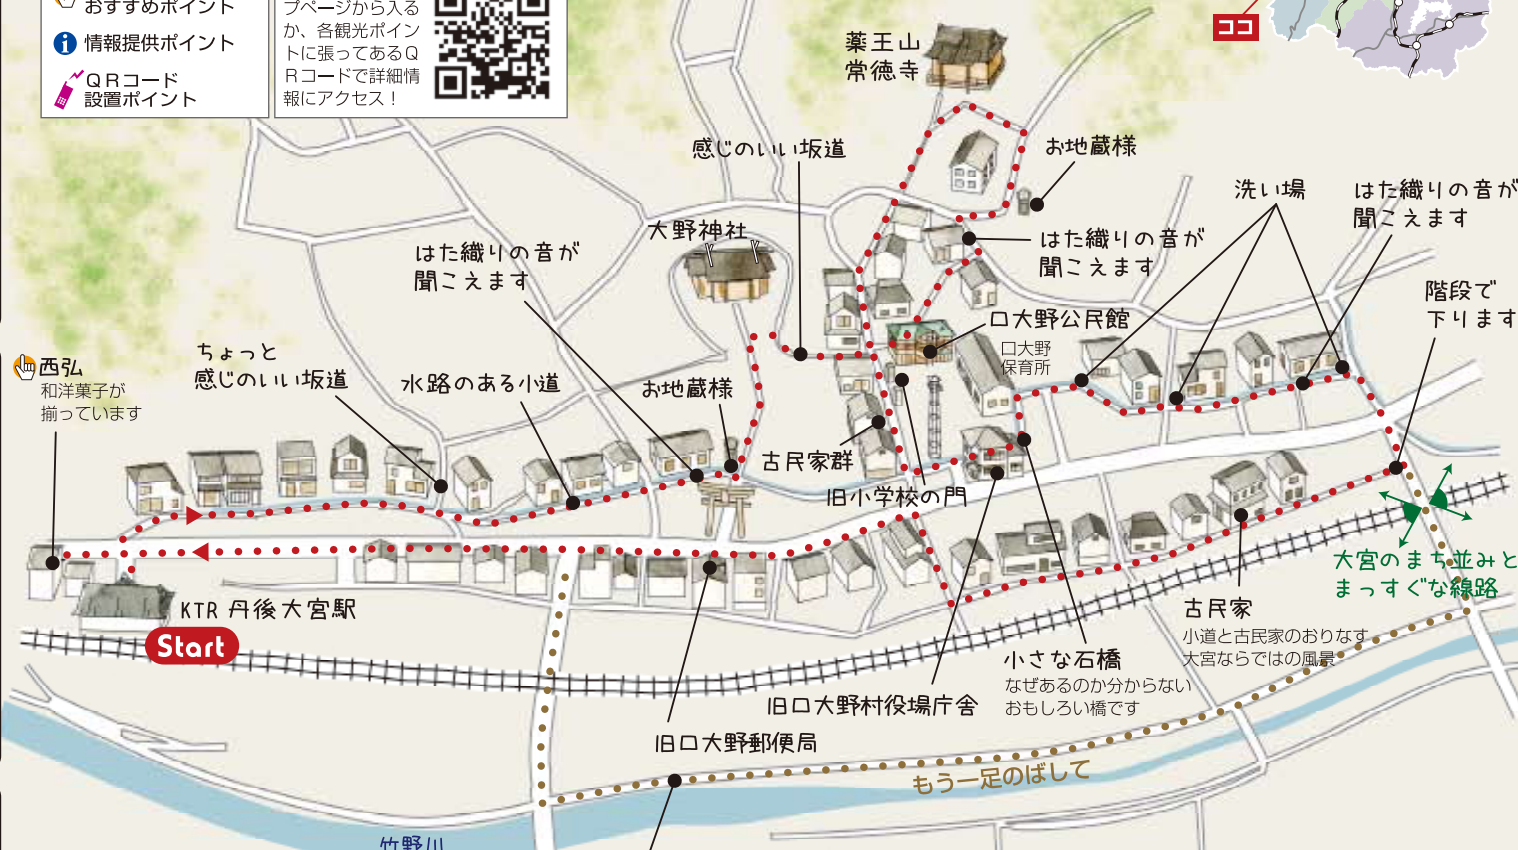 おすすめポイント
情報提供ポイント
ＱＲコード
設置ポイント
プページから入る
か、各観光ポイン
トに張ってあるＱ
Ｒコードで詳細情
報にアクセス！
ココ
薬王山
常徳寺
感じのいい坂道
お地蔵様
洗い場
はた織りの音が
聞こえます
大野神社
はた織りの音が
聞こえます
はた織りの音が
聞こえます
階段で
下ります
口大野公民館
口大野
保育所
西弘
和洋菓子が
揃っています
ちょっと
感じのいい坂道
水路のある小道
お地蔵様
古民家群
旧小学校の門
大宮のまち並みと
まっすぐな線路
KTR 丹後大宮駅
Start
古民家
小道と古民家のおりなす
大宮ならではの風景
小さな石橋
なぜあるのか分からない
おもしろい橋です
旧口大野村役場庁舎
旧口大野郵便局
もう一足のばして
竹野川